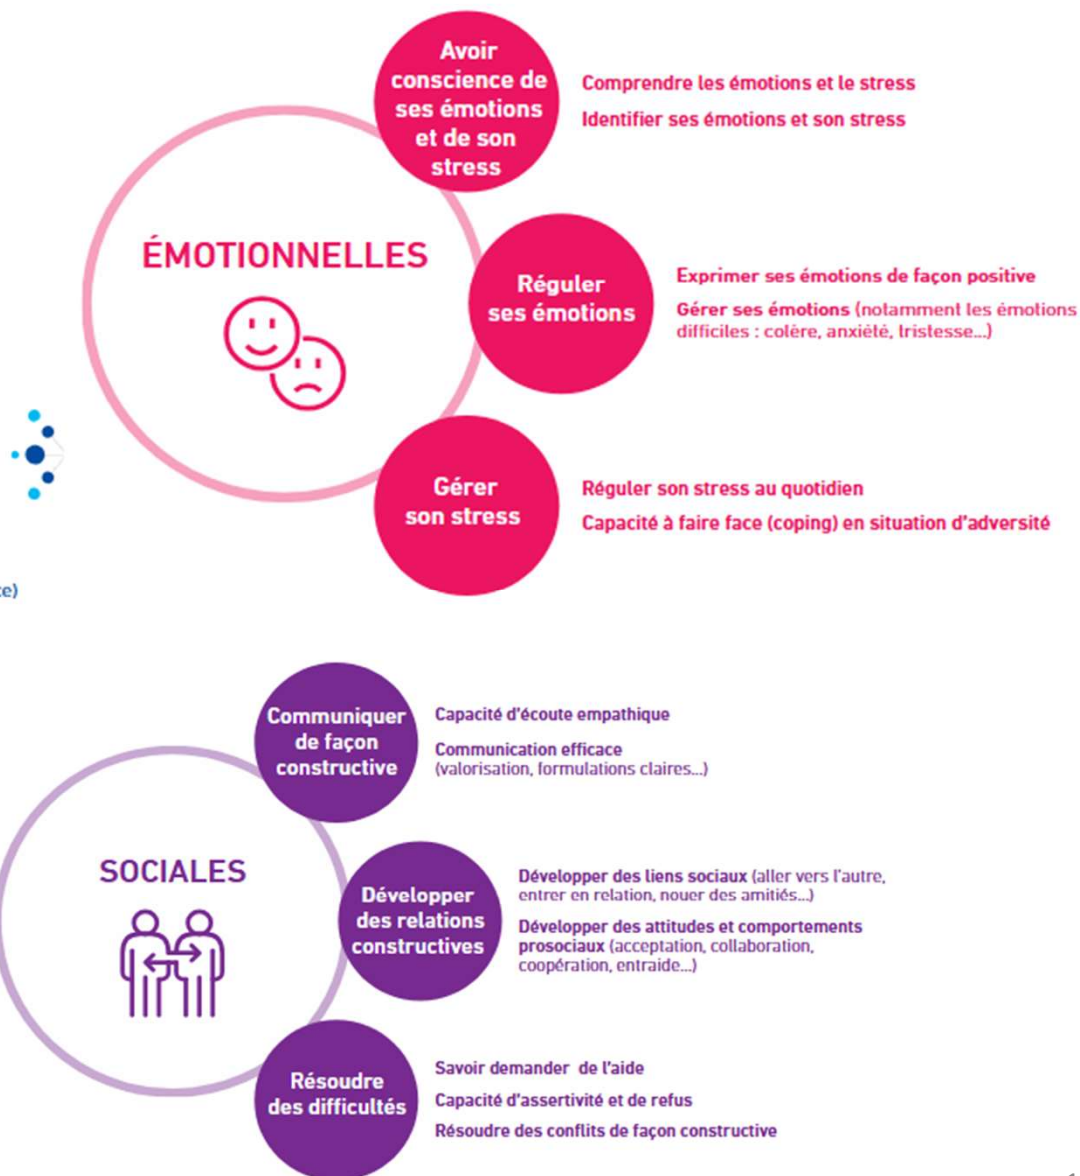 Avoir
conscience de
ses émotions
et de son
stress
Comprendre les émotions et le stress
Identifier ses émotions et son stress
ÉMOTIONNELLES
Réguler
ses émotions
Exprimer ses émotions de façon positive
Gérer ses émotions (notamment les émotions
difficiles : colère, anxiété, tristesse...)
Gérer
son stress
Réguler son stress au quotidien
Capacité à faire face (coping) en situation d'adversité
Communiquer
de façon
constructive
Capacité d'écoute empathique
Communication efficace
(valorisation, formulations claires...)
SOCIALES
Développer
des relations
constructives
Développer des liens sociaux (aller vers l'autre,
entrer en relation, nouer des amitiés...)
Développer des attitudes et comportements
prosociaux (acceptation, collaboration,
coopération, entraide...)
Résoudre
des difficultés
Savoir demander de l'aide
Capacité d'assertivité et de refus
Résoudre des conflits de façon constructive